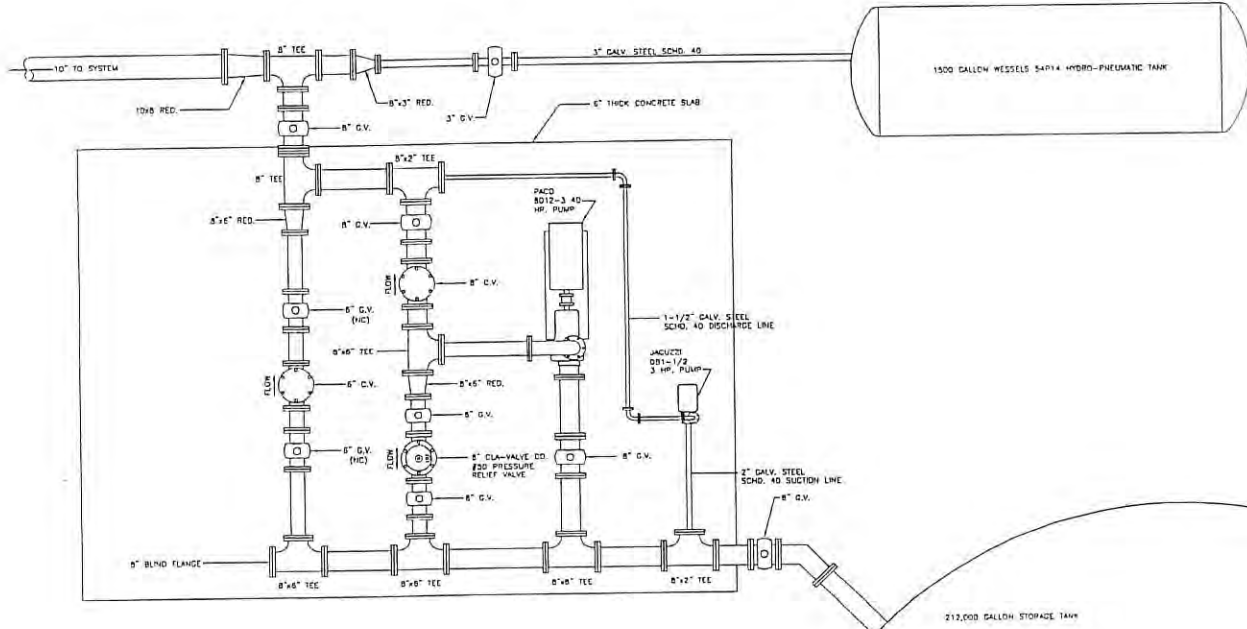 8" TEE
10" TO SYSTEM
3" GALV. STEEL SCHD. 40
1500 GALLON WESSELS 54P14 HYDRO-PNEUMATIC TANK
10x8 RED.
8"x3" RED.
3" G.V.
6" THICK CONCRETE SLAB
8" G.V.
8"x2" TEE
8" TEE
PACO
8012-3 40
HP. PUMP
8"x6" RED.
8" G.V.
FLOW
8" C.V.
6" G.V.
(NC)
1-1/2" GALV. STEEL
SCHD. 40 DISCHARGE LINE
8"x6" TEE
JACUZZI
DB1-1/2
3 HP. PUMP
FLOW
6" C.V.
8"x6" RED.
6" G.V.
6" G.V.
(NC)
FLOW
6" CLA-VALVE CO.
#50 PRESSURE
RELIEF VALVE
8" G.V.
2" GALV. STEEL
SCHD. 40 SUCTION LINE
6" G.V.
8" G.V.
8" BLIND FLANGE
8"x6" TEE
8"x6" TEE
8"x8" TEE
8"x2" TEE
212,000 GALLON STORAGE TANK